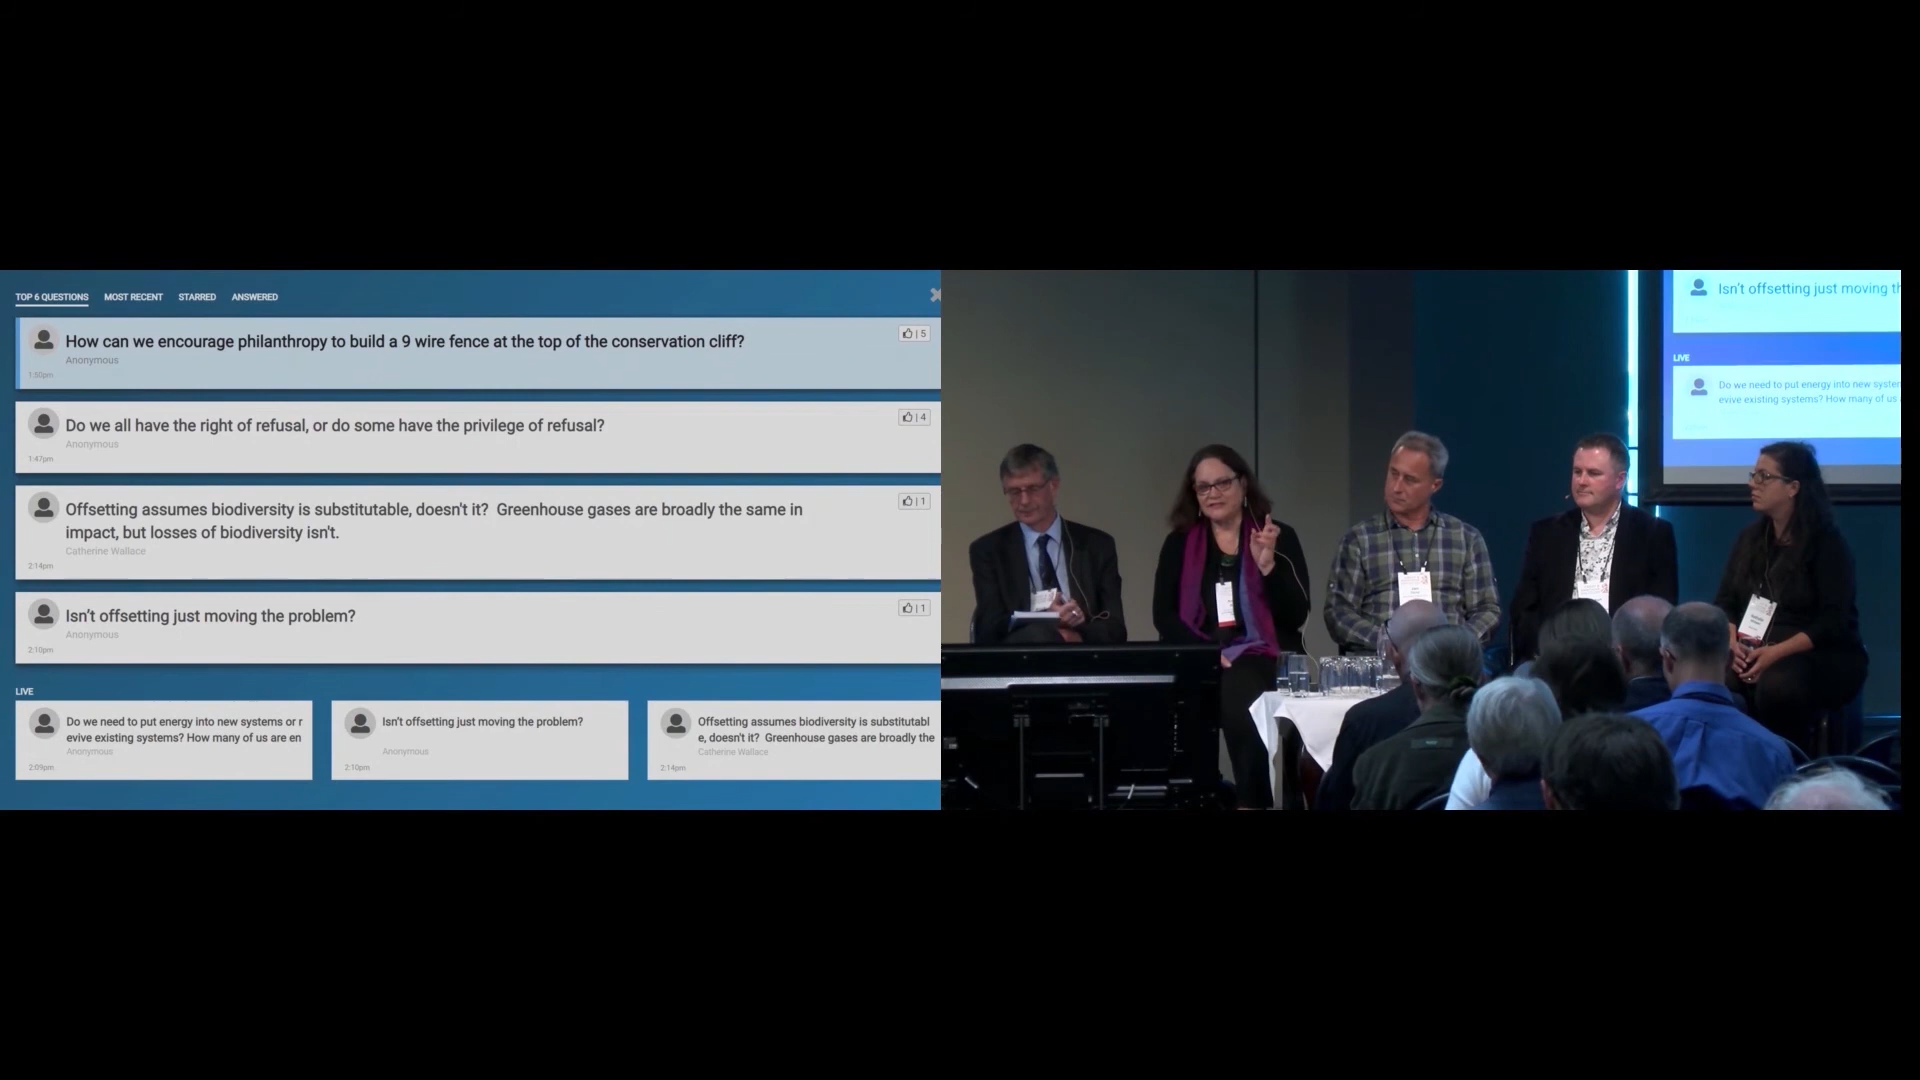 TOP 6 QUESTIONS MOST RECENT STARRED ANSWERED
How can we encourage philanthropy to build a 9 wire fence at the top of the conservation cliff?
5
Anonymous
1:50pm
Do we all have the right of refusal, or do some have the privilege of refusal?
4
Anonymous
1:47pm
Offsetting assumes biodiversity is substitutable, doesn't it? Greenhouse gases are broadly the same in
impact, but losses of biodiversity isn't.
1
Catherine Wallace
2:14pm
Isn't offsetting just moving the problem?
1
Anonymous
2:10pm
LIVE
Do we need to put energy into new systems or r
evive existing systems? How many of us are en
Anonymous
2:09pm
Isn't offsetting just moving the problem?
Anonymous
2:10pm
Offsetting assumes biodiversity is substitutabl
e, doesn't it? Greenhouse gases are broadly the
Catherine Wallace
2:14pm
Isn't offsetting just moving th
LIVE
Do we need to put energy into new system
evive existing systems? How many of us